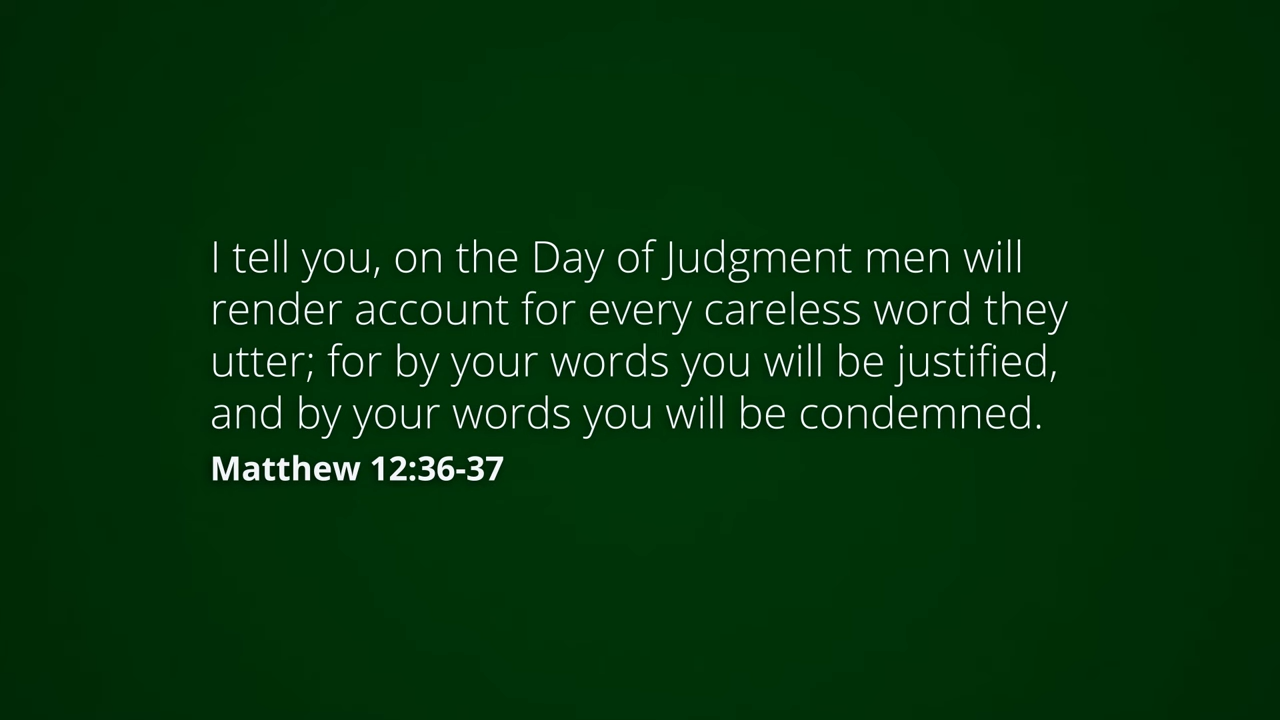 I tell you, on the Day of Judgment men will
render account for every careless word they
utter; for by your words you will be justified,
and by your words you will be condemned.
Matthew 12:36-37